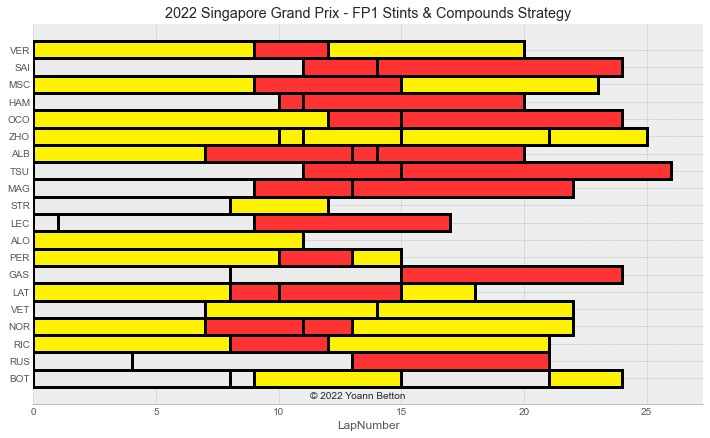 2022 Singapore Grand Prix - FP1 Stints & Compounds Strategy
VER
SAI
MSC
HAM
OCO
ZHO
ALB
TSU
MAG
STR
LEC
ALO
PER
GAS
LAT
VET
NOR
RIC
RUS
BOT
© 2022 Yoann Betton
0 5 10 15 20 25
LapNumber